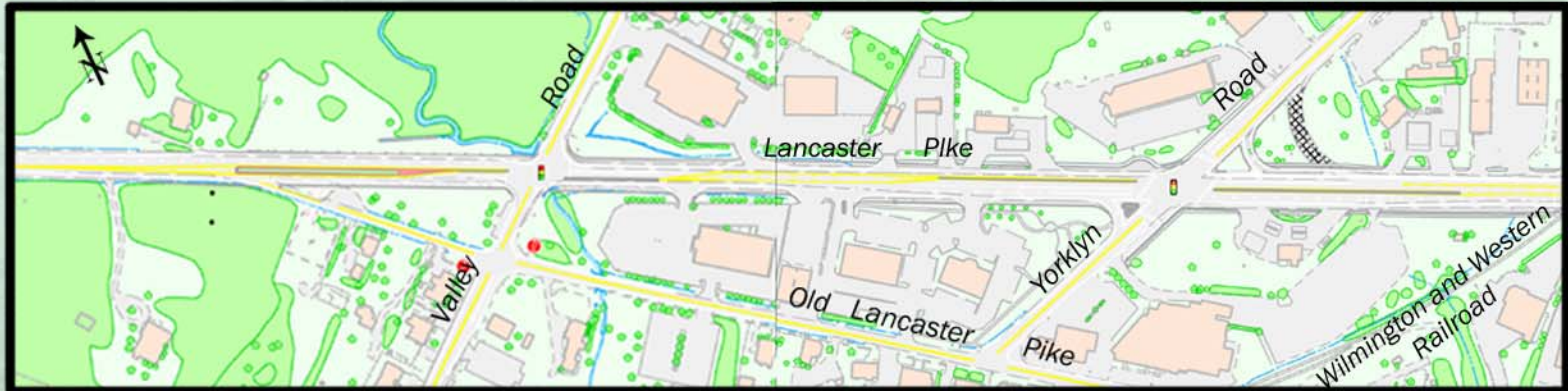 N
Road
Road
Lancaster PIke
Valley
Yorklyn
Old Lancaster Pike
Wilmington and Western
Railroad